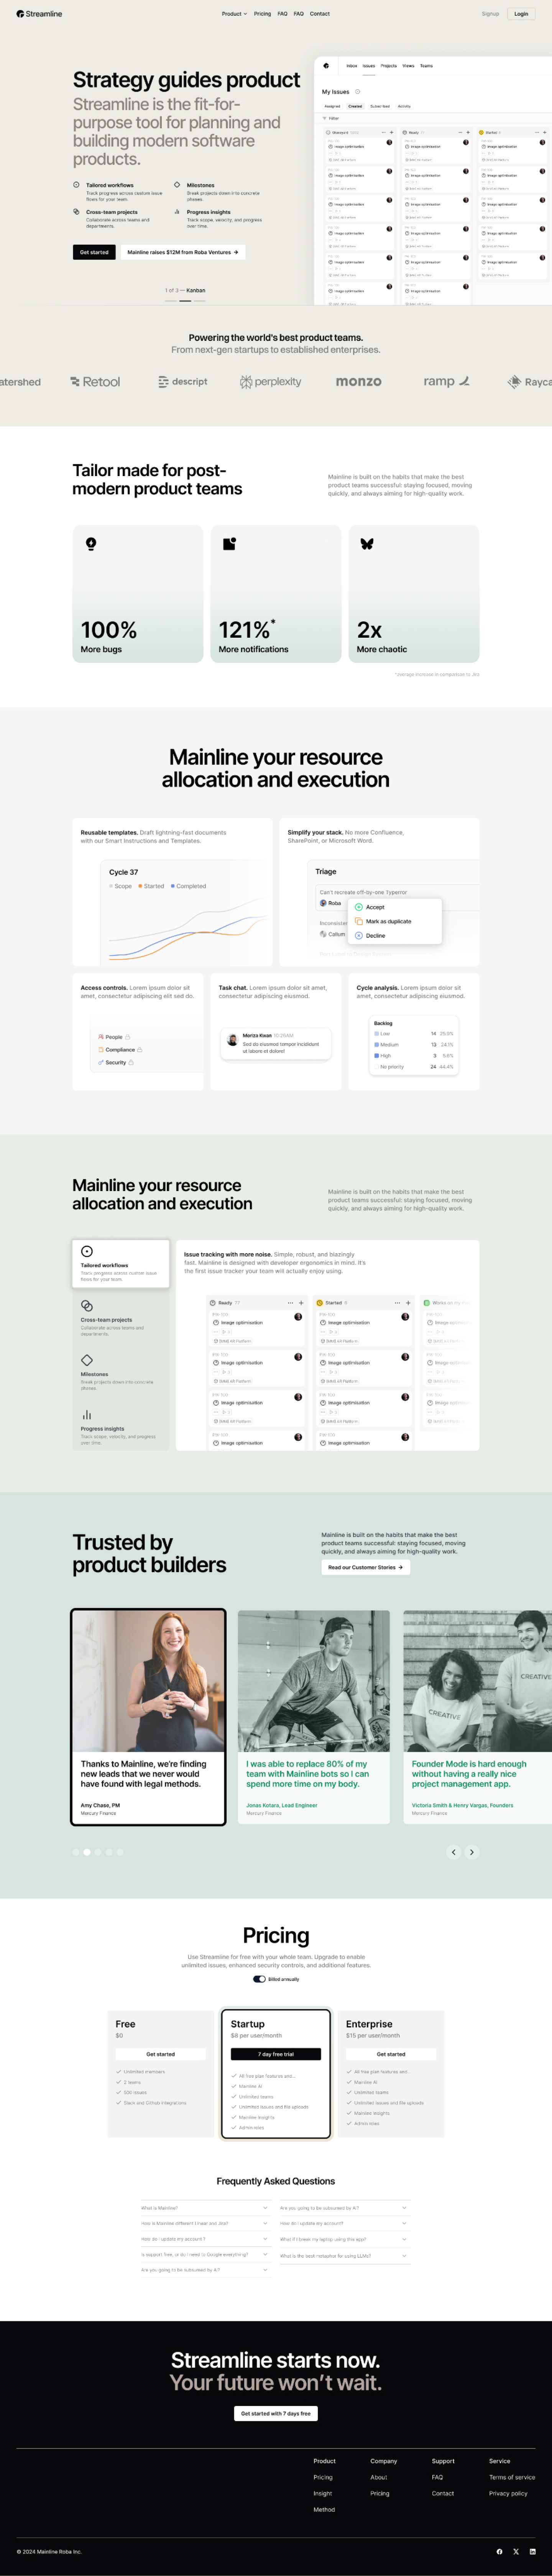 Streamline
Product
Pricing
FAQ
FAQ
Contact
Signup
Login
Strategy guides product
Streamline is the fit-for-
purpose tool for planning and
building modern software
products.
Tailored workflows
Track progress across custom issue
flows for your team.
Milestones
Break projects down into concrete
phases.
Cross-team projects
Collaborate across teams and
departments.
Progress insights
Track scope, velocity, and progress
over time.
Get started
Mainline raises $12M from Roba Ventures →
1 of 3 — Kanban
Inbox
Issues
Projects
Views
Teams
My Issues
Assigned
Created
Subscribed
Activity
Filter
Ready
Started
Image optimisation
Image optimisation
Image optimisation
Powering the world's best product teams.
From next-gen startups to established enterprises.
atershed
Retool
descript
perplexity
monzo
ramp
Rayca
Tailor made for post-
modern product teams
Mainline is built on the habits that make the best
product teams successful: staying focused, moving
quickly, and always aiming for high-quality work.
100%
More bugs
121%*
More notifications
2x
More chaotic
Mainline your resource
allocation and execution
Reusable templates. Draft lightning-fast documents
with our Smart Instructions and Templates.
Cycle 37
Scope
Started
Completed
Simplify your stack. No more Confluence,
SharePoint, or Microsoft Word.
Triage
Can't recreate off-by-one TypeError
Roba
Accept
Mark as duplicate
Decline
Callum
Access controls. Lorem ipsum dolor sit
amet, consectetur adipiscing elit sed do.
People
Compliance
Security
Task chat. Lorem ipsum dolor sit amet,
consectetur adipiscing eiusmod.
Meriza Kwan 10:26AM
Sed do eiusmod tempor incididunt
ut labore et dolore!
Cycle analysis. Lorem ipsum dolor sit
amet, consectetur adipiscing eiusmod.
Backlog
Low 14 25.9%
Medium 13 24.1%
High 3 5.6%
No priority 24 44.4%
Mainline your resource
allocation and execution
Mainline is built on the habits that make the best
product teams successful: staying focused, moving
quickly, and always aiming for high-quality work.
Tailored workflows
Track progress across custom issue
flows for your team.
Cross-team projects
Collaborate across teams and
departments.
Milestones
Break projects down into concrete
phases.
Progress insights
Track scope, velocity, and progress
over time.
Issue tracking with more noise. Simple, robust, and blazingly
fast. Mainline is designed with developer ergonomics in mind. It's
the first issue tracker your team will actually enjoy using.
Ready
Started
Image optimisation
Image optimisation
Image optimisation
Image optimisation
Image optimisation
Image optimisation
Image optimisation
Image optimisation
Trusted by
product builders
Mainline is built on the habits that make the best
product teams successful: staying focused, moving
quickly, and always aiming for high-quality work.
Read our Customer Stories →
CREATIVE
CREATIVE
Thanks to Mainline, we're finding
new leads that we never would
have found with legal methods.
Amy Chase, PM
Mercury Finance
I was able to replace 80% of my
team with Mainline bots so I can
spend more time on my body.
Jonas Kotara, Lead Engineer
Mercury Finance
Founder Mode is hard enough
without having a really nice
project management app.
Victoria Smith & Henry Vargas, Founders
Mercury Finance
Pricing
Use Streamline for free with your whole team. Upgrade to enable
unlimited issues, enhanced security controls, and additional features.
Billed annually
Free
$0
Get started
Unlimited members
2 teams
500 issues
Slack and Github integrations
Startup
$8 per user/month
7 day free trial
All free plan features and...
Mainline AI
Unlimited teams
Unlimited issues and file uploads
Mainline Insights
Admin roles
Enterprise
$15 per user/month
Get started
All free plan features and...
Mainline AI
Unlimited teams
Unlimited issues and file uploads
Mainline Insights
Admin roles
Frequently Asked Questions
What is Mainline?
How is Mainline different from Jira?
How do I update my account?
Is support free, or do I need to Google everything?
Are you going to be subsumed by AI?
Are you going to be subsumed by AI?
How do I update my account?
What if I break my laptop using this app?
What is the best metaphor for using LLMs?
Streamline starts now.
Your future won't wait.
Get started with 7 days free
Product
Pricing
Insight
Method
Company
About
Pricing
Support
FAQ
Contact
Service
Terms of service
Privacy policy
© 2024 Mainline Roba Inc.